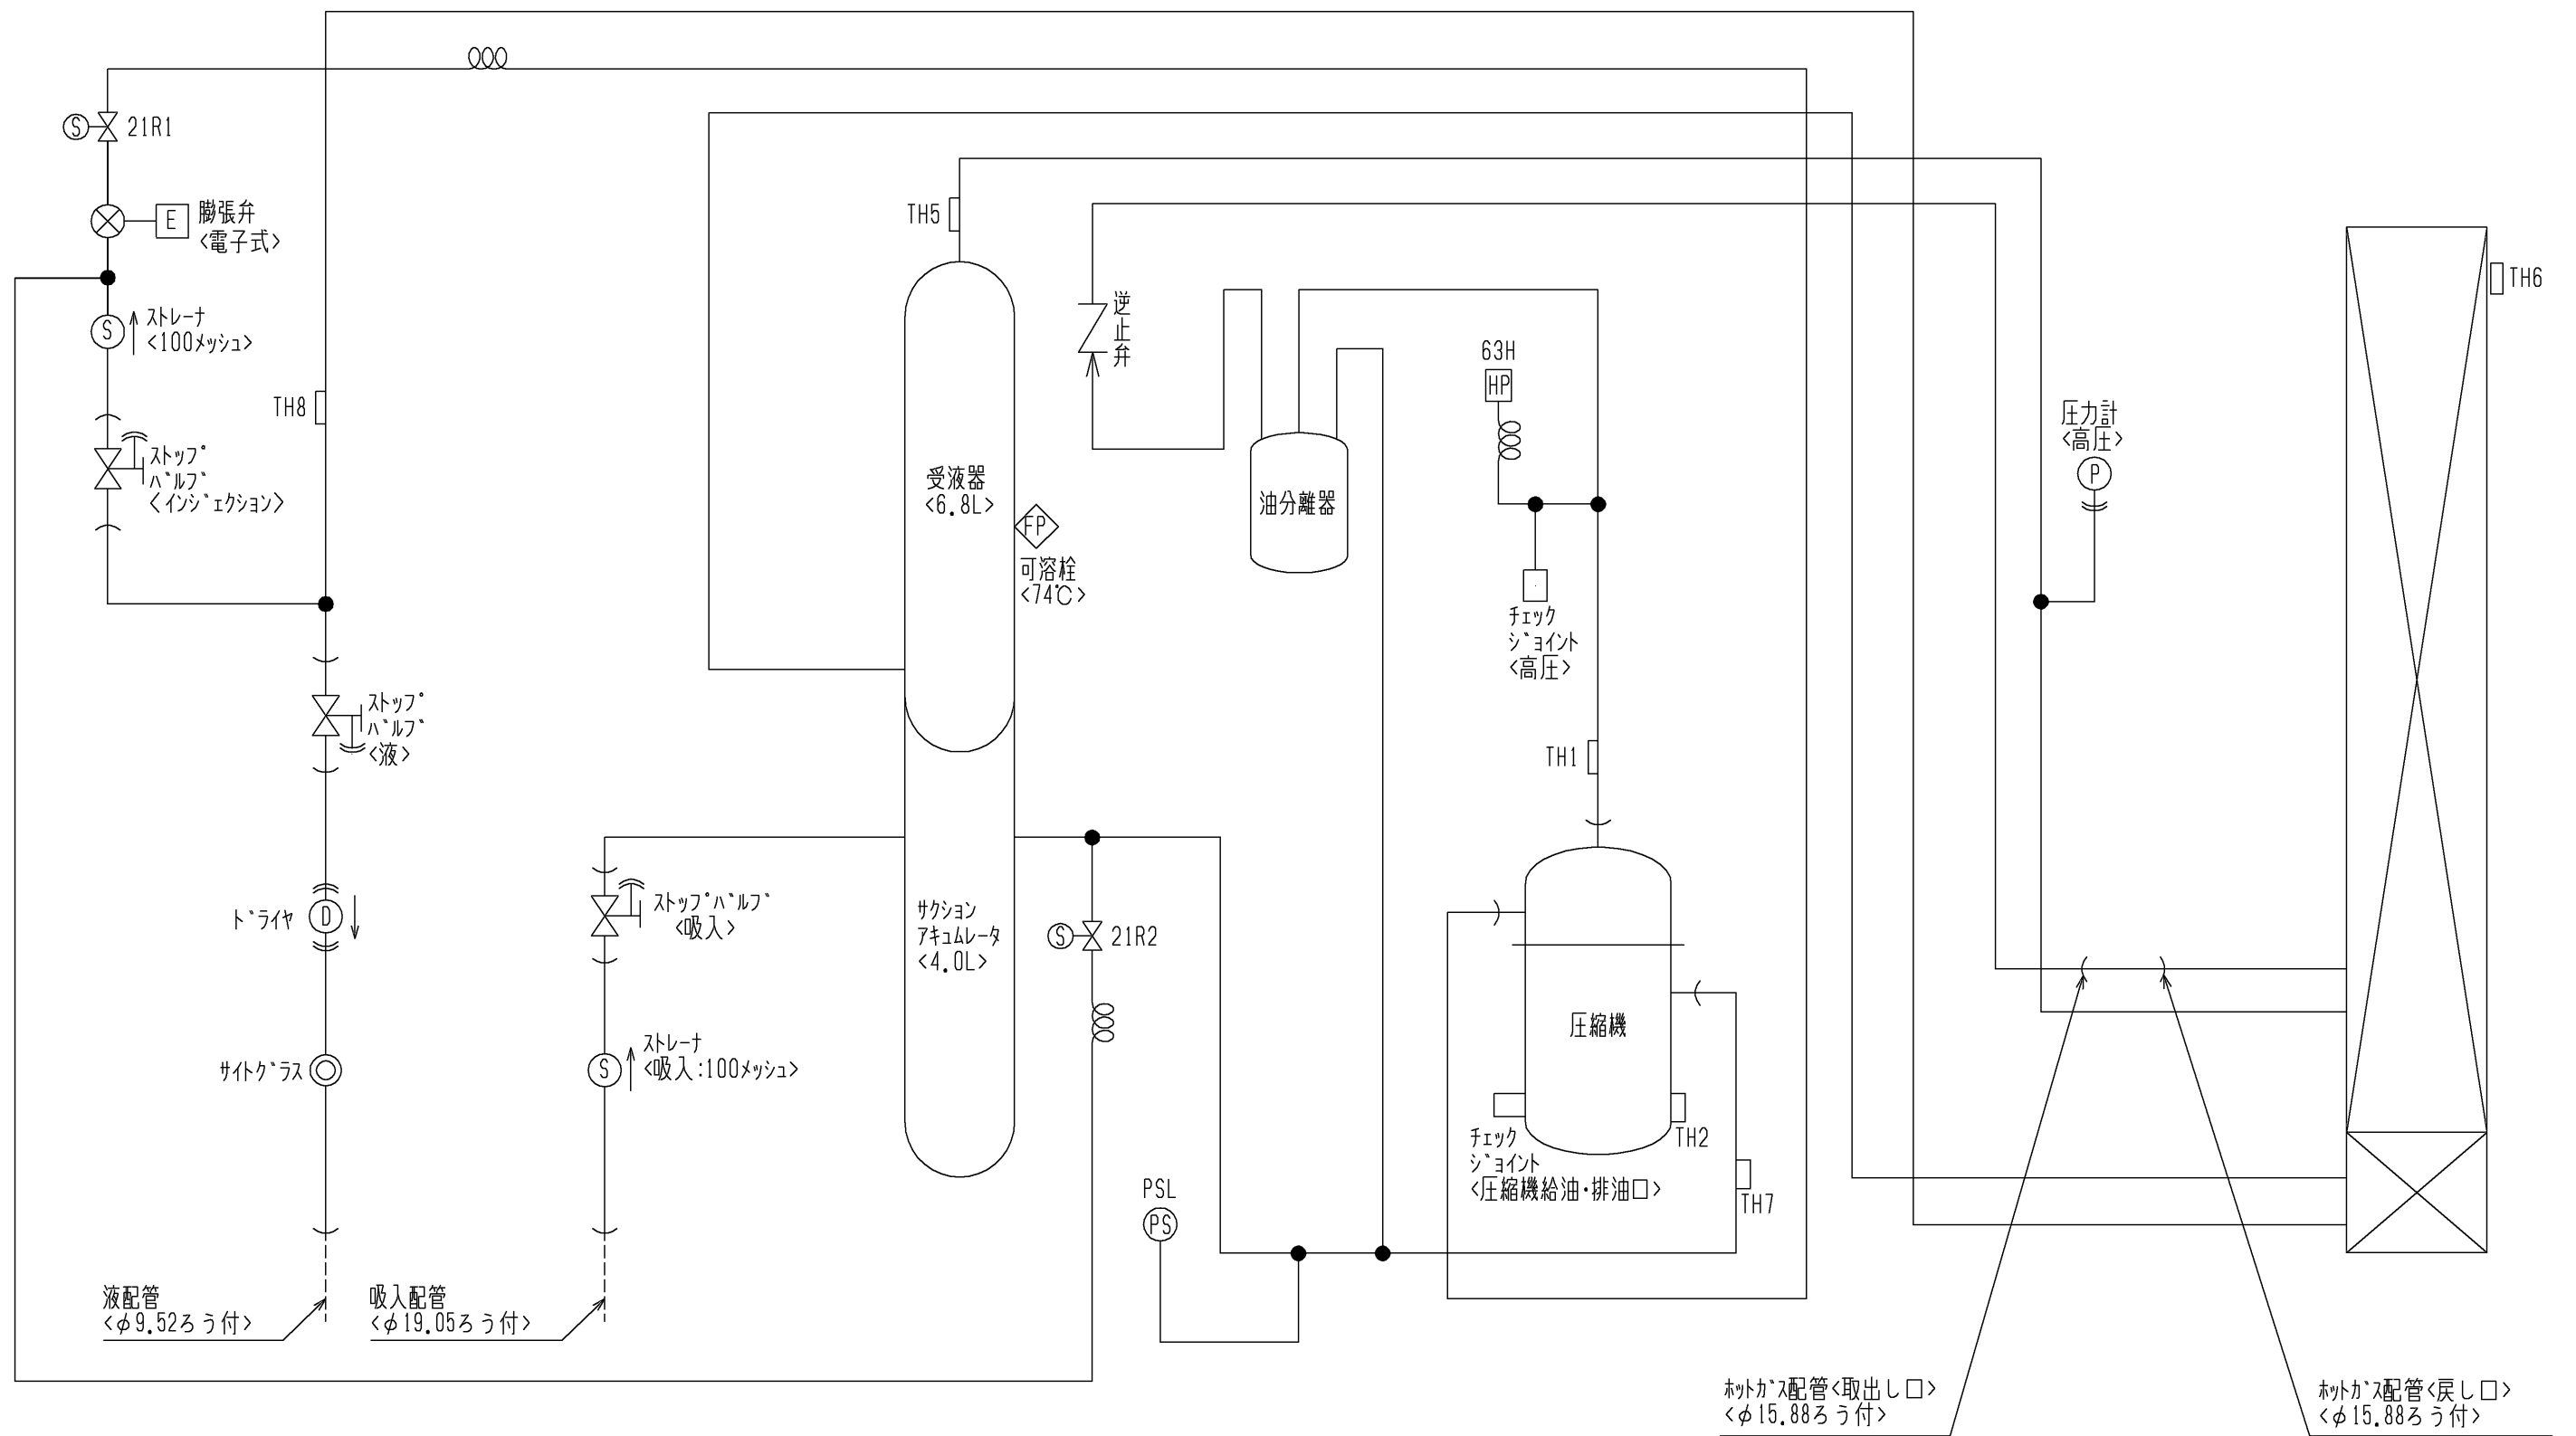 21R1
S
E
膨張弁
<電子式>
S
ストレーナ
<100メッシュ>
TH8
ストップ
バルブ
<インジェクション>
ストップ
バルブ
<液>
ドライヤ
D
サイトグラス
液配管
<φ9.52ろう付>
ストップバルブ
<吸入>
S
ストレーナ
<吸入:100メッシュ>
吸入配管
<φ19.05ろう付>
TH5
受液器
<6.8L>
FP
可溶栓
<74℃>
サクション
アキュムレータ
<4.0L>
S
21R2
PSL
PS
逆止弁
油分離器
63H
HP
チェック
ジョイント
<高圧>
TH1
圧縮機
TH2
チェック
ジョイント
<圧縮機給油・排油口>
TH7
圧力計
<高圧>
P
TH6
ホットガス配管<取出し口>
<φ15.88ろう付>
ホットガス配管<戻し口>
<φ15.88ろう付>